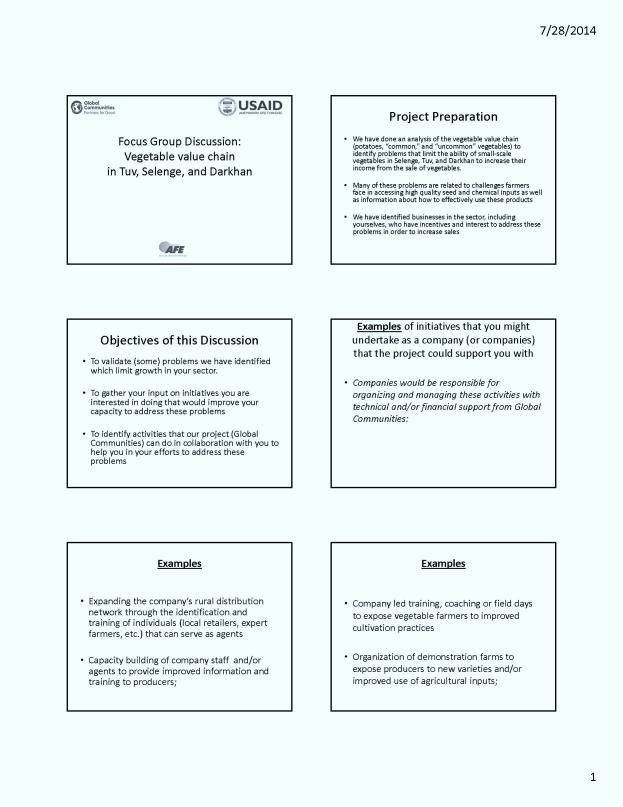 7/28/2014
Global
Communities
Partners for Good
USAID
Focus Group Discussion:
Vegetable value chain
in Tuv, Selenge, and Darkhan
AFE
Project Preparation
• We have done an analysis of the vegetable value chain
(potatoes, “common,” and “uncommon” vegetables) to
identify problems that limit the ability of small-scale
vegetables in Selenge, Tuv, and Darkhan to increase their
income from the sale of vegetables.
• Many of these problems are related to challenges farmers
face in accessing high quality seed and chemical inputs as well
as information about how to effectively use these products
• We have identified businesses in the sector, including
yourselves, who have incentives and interest to address these
problems in order to increase sales
Objectives of this Discussion
• To validate (some) problems we have identified
which limit growth in your sector.
• To gather your input on initiatives you are
interested in doing that would improve your
capacity to address these problems
• To identify activities that our project (Global
Communities) can do in collaboration with you to
help you in your efforts to address these
problems
Examples of initiatives that you might
undertake as a company (or companies)
that the project could support you with
• Companies would be responsible for
organizing and managing these activities with
technical and/or financial support from Global
Communities:
Examples
• Expanding the company’s rural distribution
network through the identification and
training of individuals (local retailers, expert
farmers, etc.) that can serve as agents
• Capacity building of company staff and/or
agents to provide improved information and
training to producers;
Examples
• Company led training, coaching or field days
to expose vegetable farmers to improved
cultivation practices
• Organization of demonstration farms to
expose producers to new varieties and/or
improved use of agricultural inputs;
1